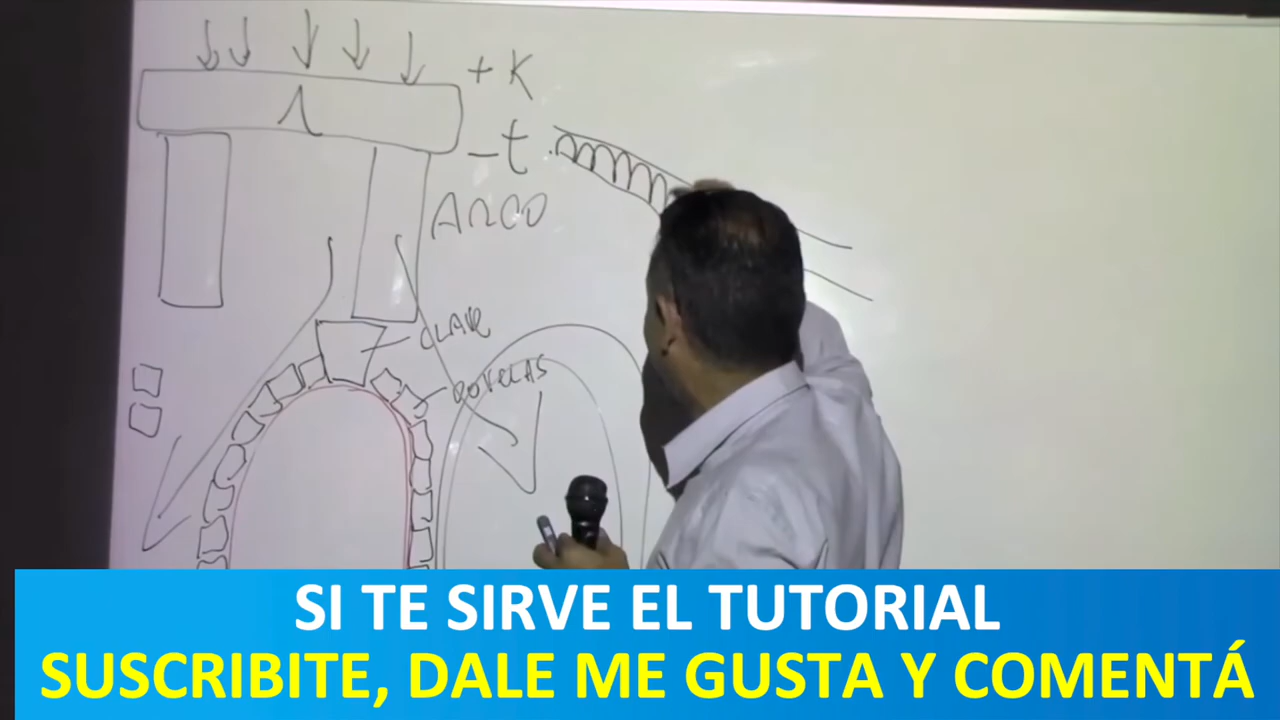 + K
- t
ARCO
CLAVE
DOVELAS
SI TE SIRVE EL TUTORIAL
SUSCRIBITE, DALE ME GUSTA Y COMENTÁ